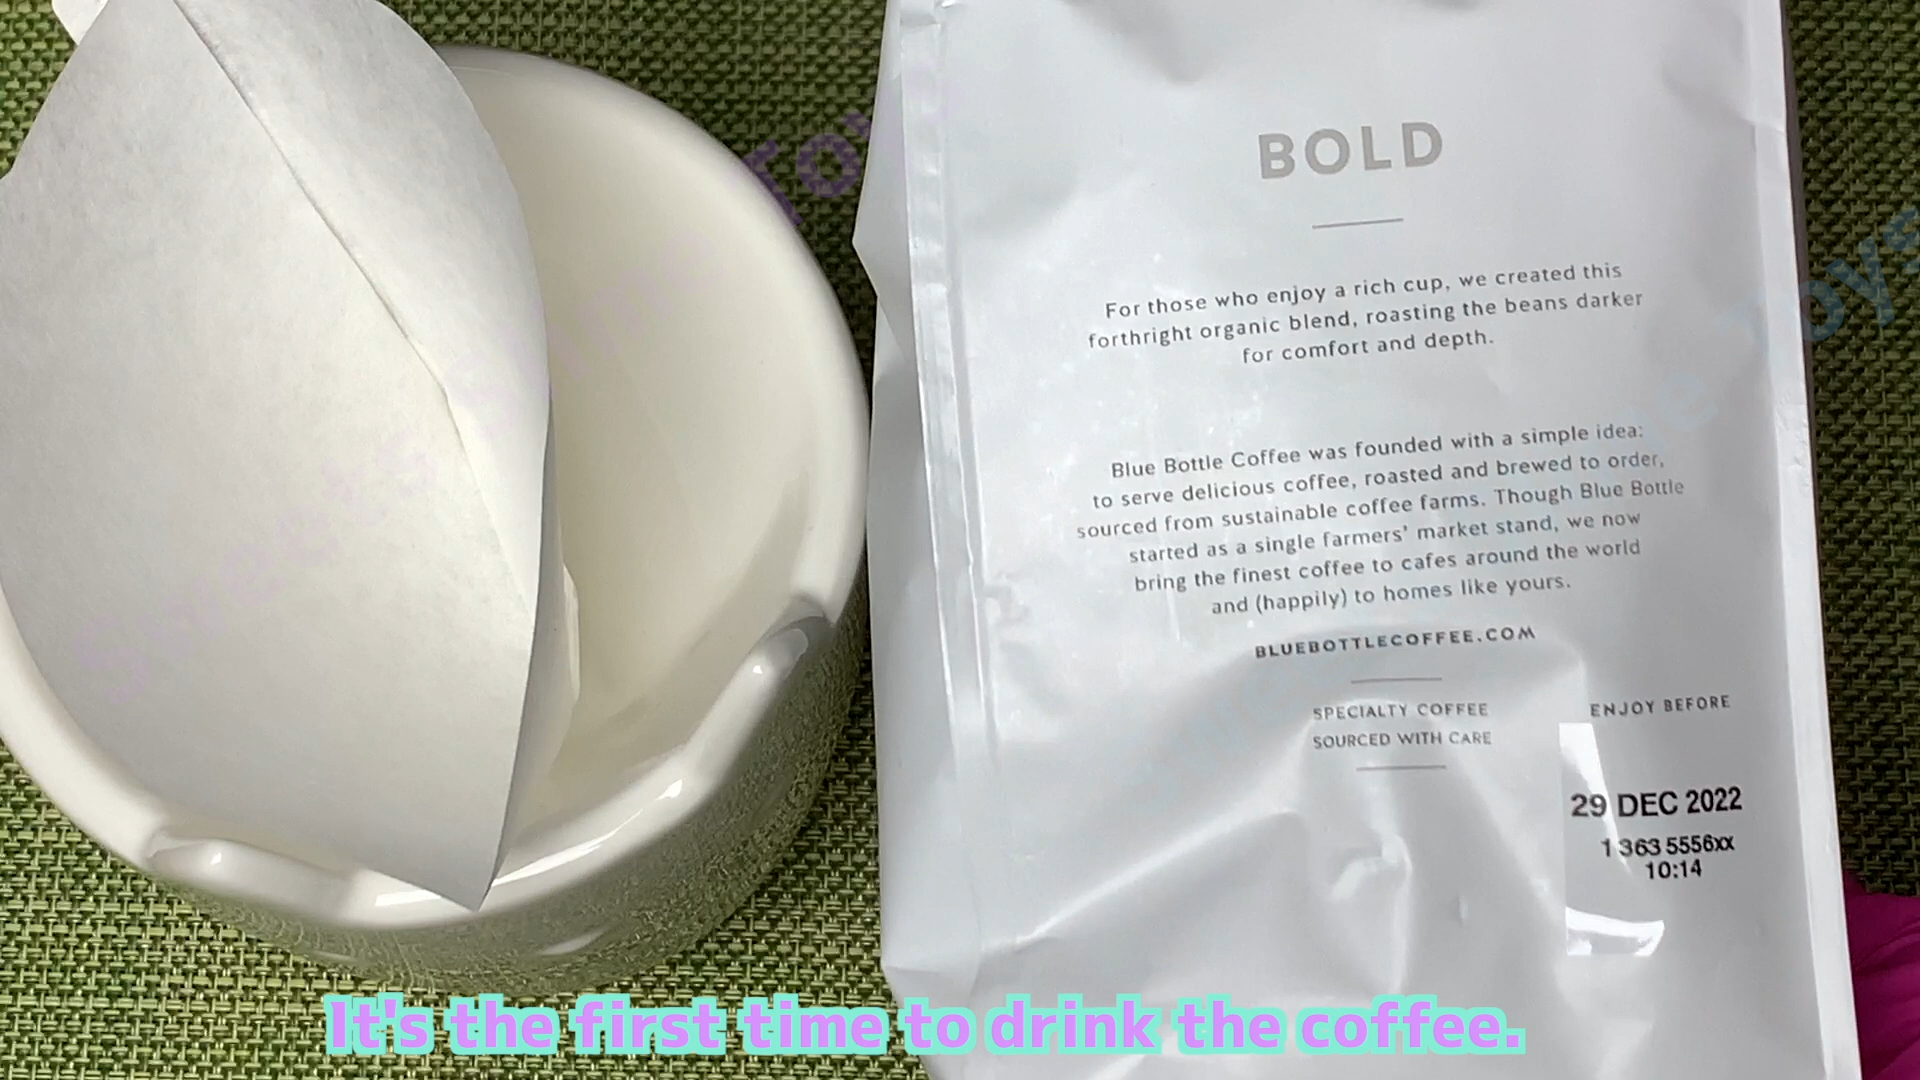 BOLD
For those who enjoy a rich cup, we created this
forthright organic blend, roasting the beans darker
for comfort and depth.
Blue Bottle Coffee was founded with a simple idea:
to serve delicious coffee, roasted and brewed to order,
sourced from sustainable coffee farms. Though Blue Bottle
started as a single farmers' market stand, we now
bring the finest coffee to cafes around the world
and (happily) to homes like yours.
BLUEBOTTLECOFFEE.COM
SPECIALTY COFFEE
SOURCED WITH CARE
ENJOY BEFORE
29 DEC 2022
1 363 5556xx
10:14
It's the first time to drink the coffee.